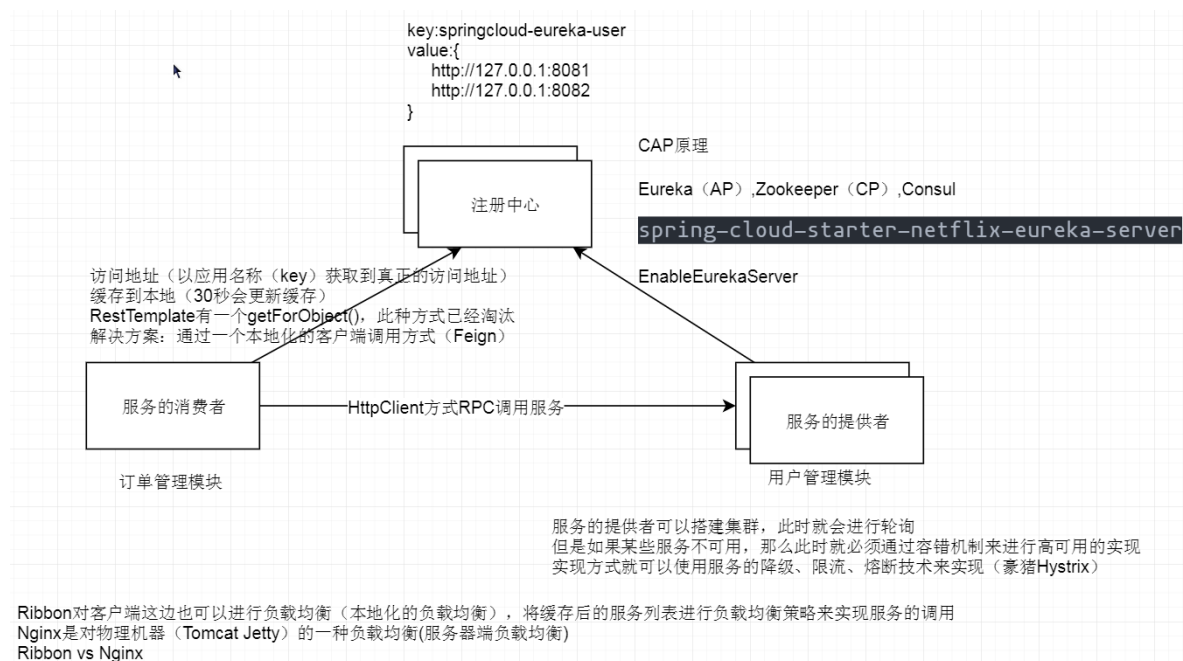 key:springcloud-eureka-user
value:{
http://127.0.0.1:8081
http://127.0.0.1:8082
}
CAP原理
注册中心
Eureka（A）,Zookeeper（CP）,Consul
spring-cloud-starter-netflix-eureka-server
EnableEurekaServer
访问地址（以应用名称（key）获取到真正的访问地址）
缓存到本地（30秒会更新缓存）
RestTemplate有一个getForObject()，此种方式已经淘汰
解决方案：通过一个本地化的客户端调用方式（Feign）
服务的消费者
HttpClient方式RPC调用服务
服务的提供者
订单管理模块
用户管理模块
服务的提供者可以搭建集群，此时就会进行轮询
但是如果某些服务不可用，那么此时就必须通过容错机制来进行高可用的实现
实现方式就可以使用服务的降级、限流、熔断技术来实现（豪猪Hystrix）
Ribbon对客户端这边也可以进行负载均衡（本地化的负载均衡），将缓存后的服务列表进行负载均衡策略来实现服务的调用
Nginx是对物理机器（Tomcat Jetty）的一种负载均衡(服务器端负载均衡)
Ribbon vs Nginx